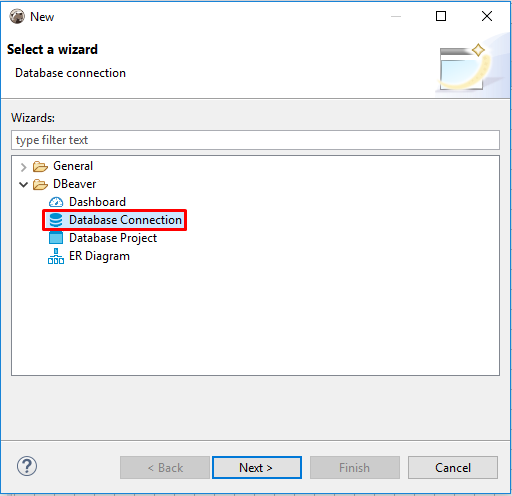 New
Select a wizard
Database connection
Wizards:
type filter text
General
DBeaver
Dashboard
Database Connection
Database Project
ER Diagram
?
< Back
Next >
Finish
Cancel